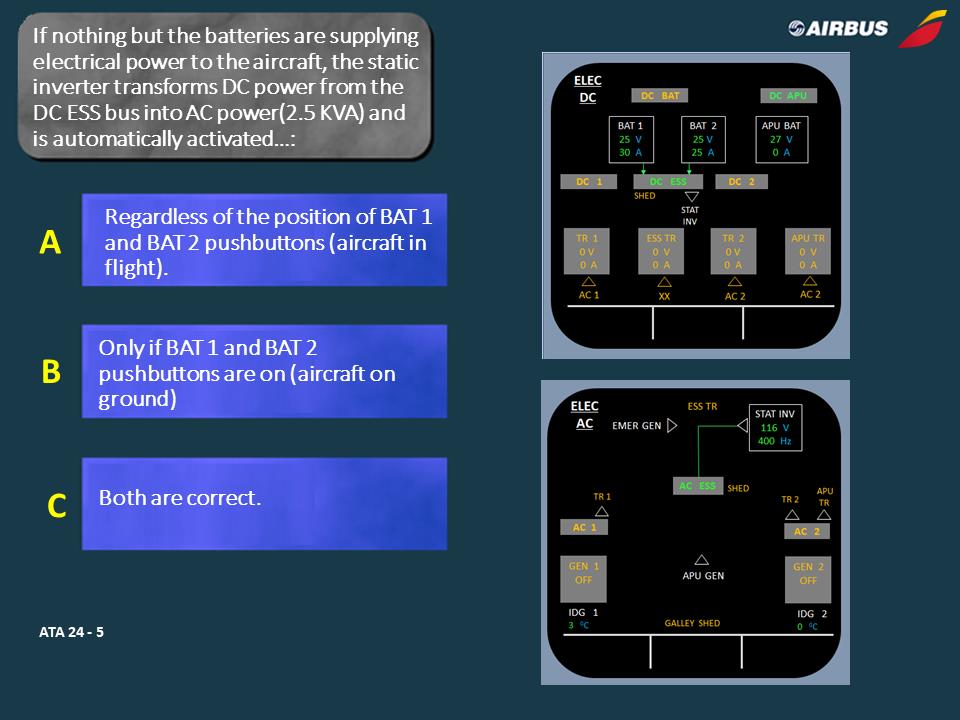 If nothing but the batteries are supplying
electrical power to the aircraft, the static
inverter transforms DC power from the
DC ESS bus into AC power(2.5 KVA) and
is automatically activated...:
AIRBUS
A
Regardless of the position of BAT 1
and BAT 2 pushbuttons (aircraft in
flight).
B
Only if BAT 1 and BAT 2
pushbuttons are on (aircraft on
ground)
C
Both are correct.
ATA 24 - 5
ELEC
DC
DC BAT
DC APU
BAT 1
25 V
30 A
BAT 2
25 V
25 A
APU BAT
27 V
0 A
DC 1
DC ESS
DC 2
SHED
STAT
INV
TR 1
0 V
0 A
ESS TR
0 V
0 A
TR 2
0 V
0 A
APU TR
0 V
0 A
AC 1
XX
AC 2
AC 2
ELEC
AC
ESS TR
EMER GEN
STAT INV
116 V
400 Hz
AC ESS
SHED
TR 1
TR 2
APU
TR
AC 1
AC 2
GEN 1
OFF
APU GEN
GEN 2
OFF
IDG 1
3 ºC
GALLEY SHED
IDG 2
0 ºC